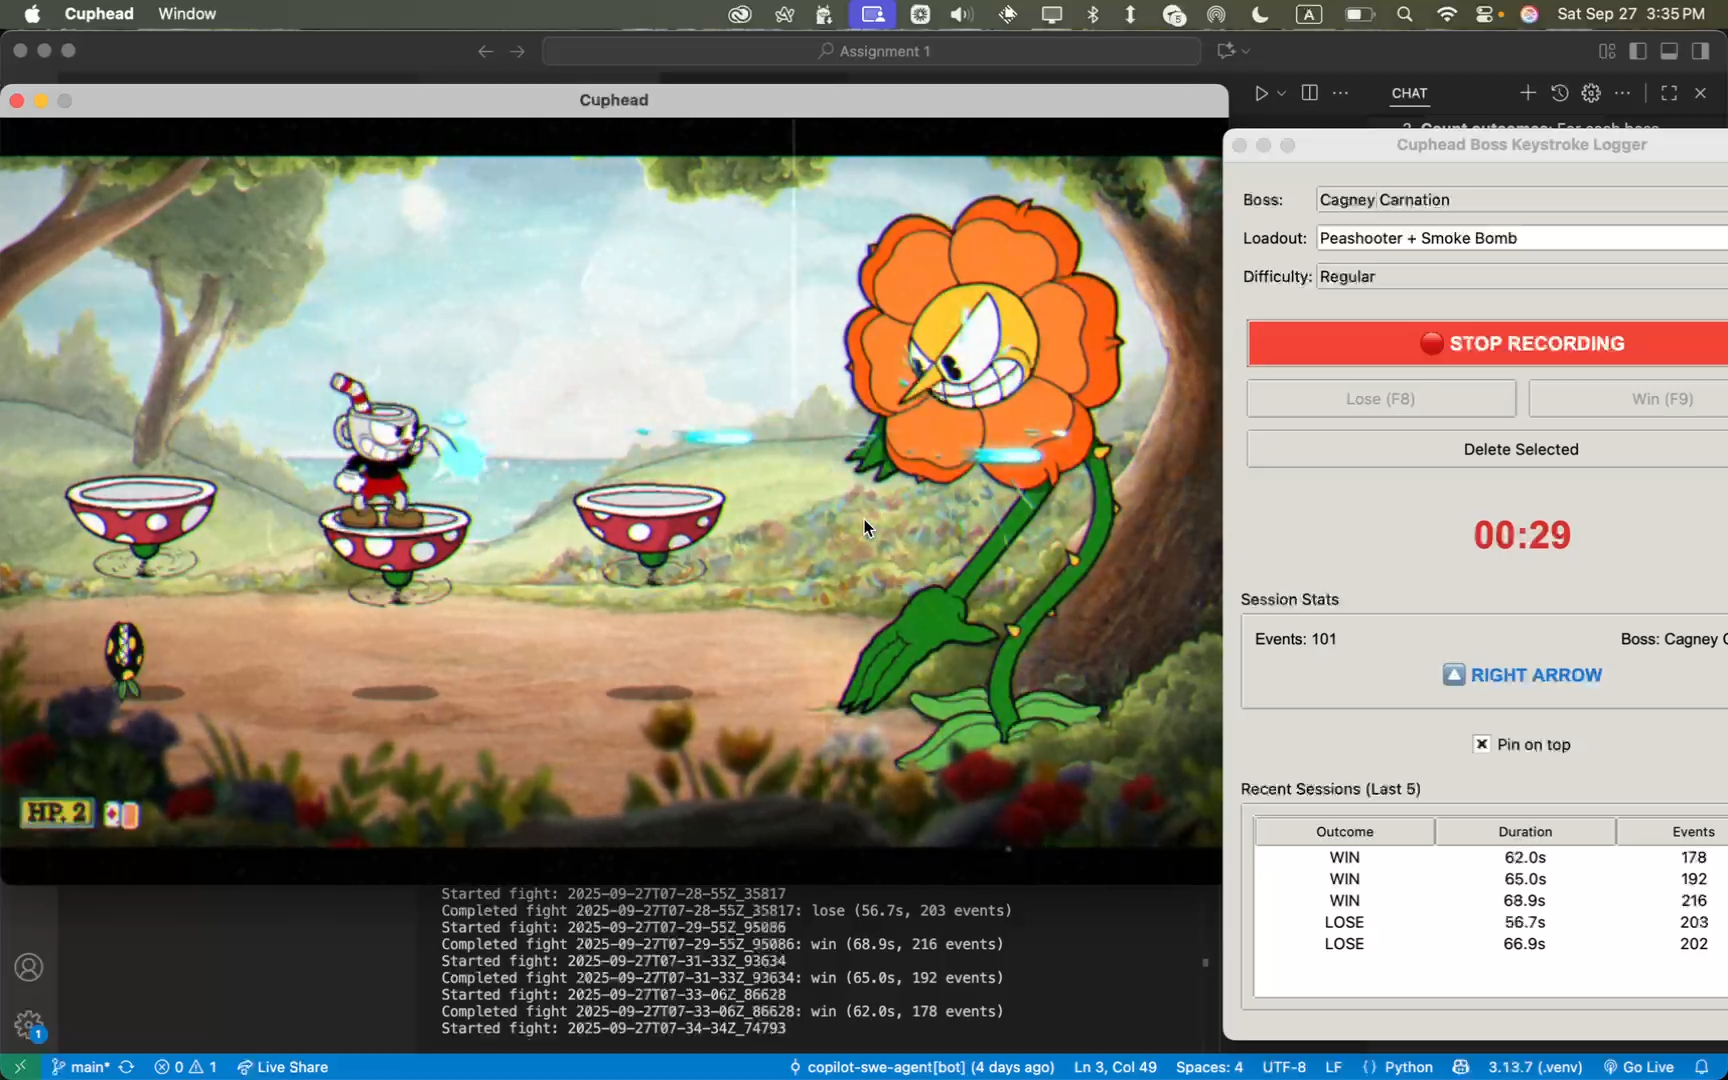 Cuphead Window
5
A
Sat Sep 27 3:35 PM
Assignment 1
Cuphead
CHAT
Cuphead Boss Keystroke Logger
Boss: Cagney Carnation
Loadout: Peashooter + Smoke Bomb
Difficulty: Regular
STOP RECORDING
Lose (F8) Win (F9)
Delete Selected
00:29
Session Stats
Events: 101 Boss: Cagney C
RIGHT ARROW
Pin on top
Recent Sessions (Last 5)
Outcome Duration Events
WIN 62.0s 178
WIN 65.0s 192
WIN 68.9s 216
LOSE 56.7s 203
LOSE 66.9s 202
HP. 2
Started fight: 2025-09-27T07-28-55Z_35817
Completed fight 2025-09-27T07-28-55Z_35817: lose (56.7s, 203 events)
Started fight: 2025-09-27T07-29-55Z_95086
Completed fight 2025-09-27T07-29-55Z_95086: win (68.9s, 216 events)
Started fight: 2025-09-27T07-31-33Z_93634
Completed fight 2025-09-27T07-31-33Z_93634: win (65.0s, 192 events)
Started fight: 2025-09-27T07-33-06Z_86628
Completed fight 2025-09-27T07-33-06Z_86628: win (62.0s, 178 events)
Started fight: 2025-09-27T07-34-34Z_74793
1
main* 0 1 Live Share copilot-swe-agent[bot] (4 days ago) Ln 3, Col 49 Spaces: 4 UTF-8 LF Python 3.13.7 (.venv) Go Live